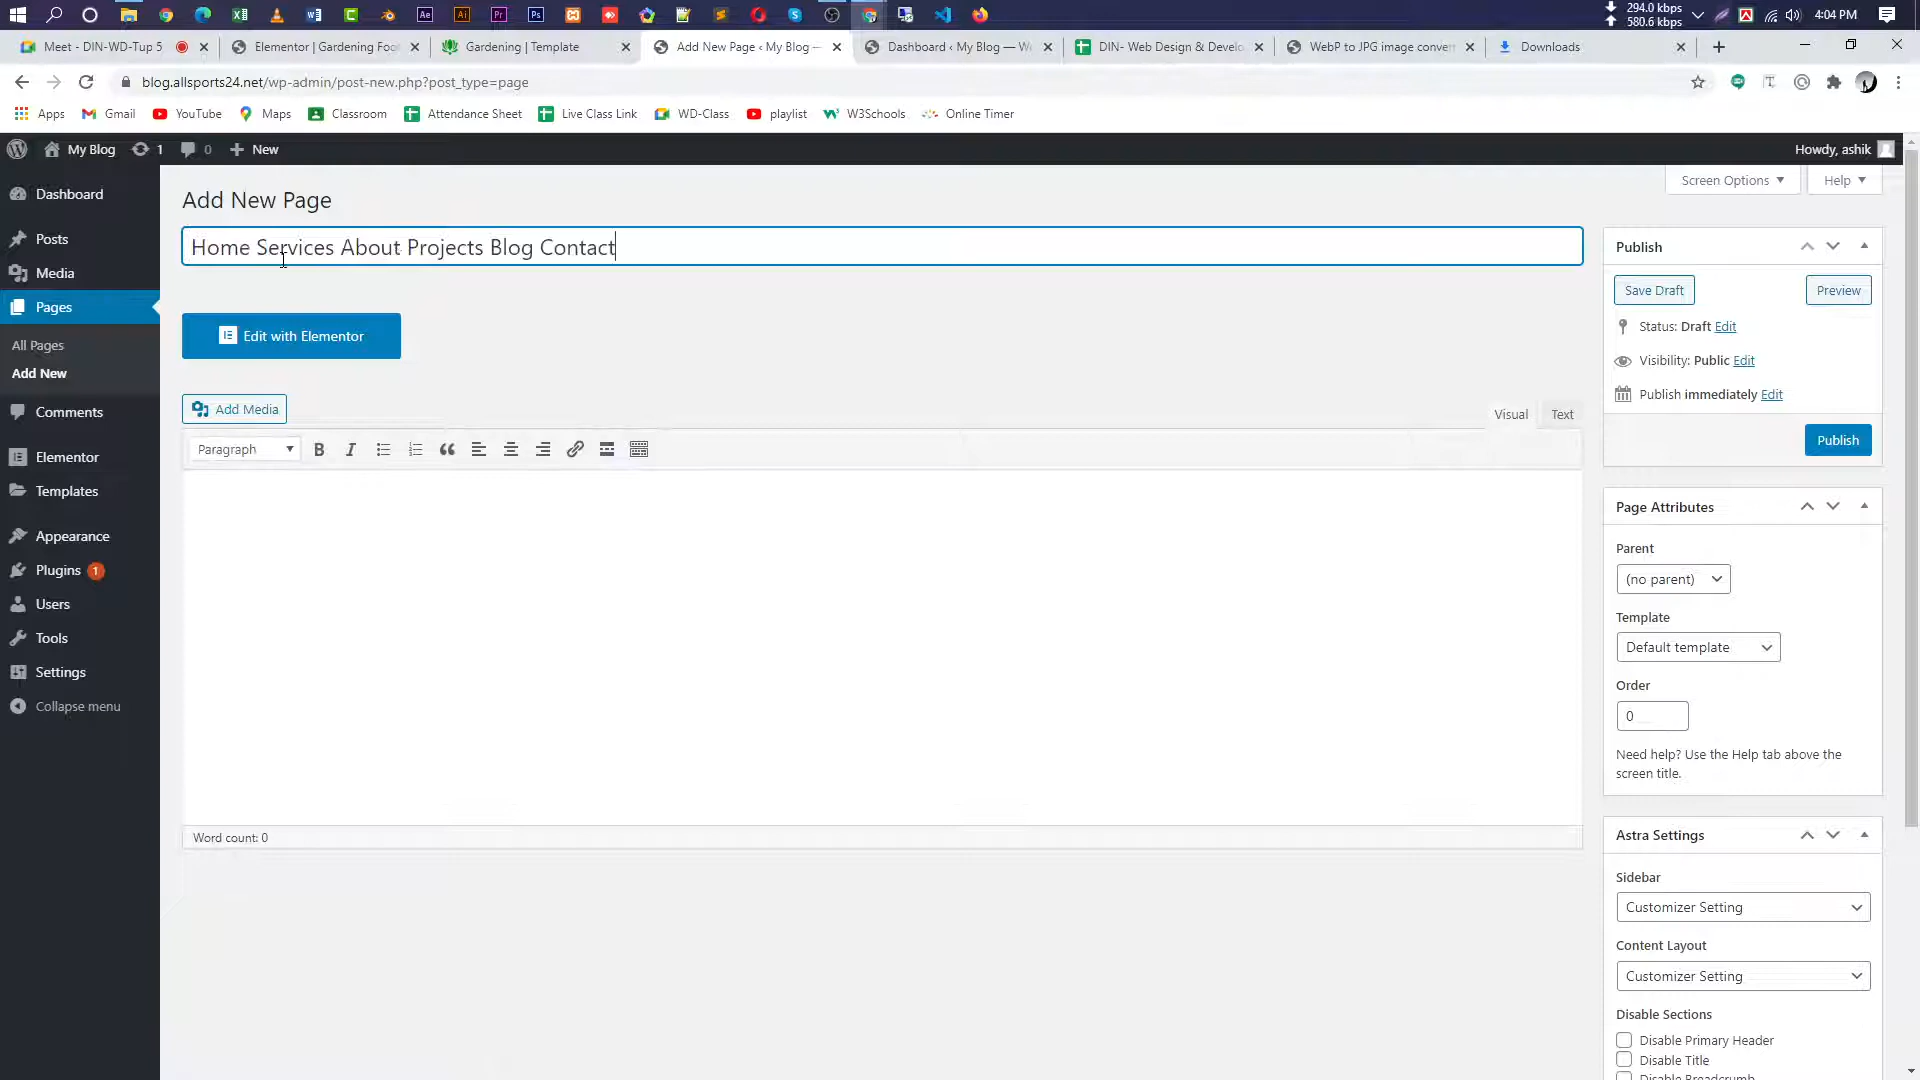 294.0 kbps
580.6 kbps
4:04 PM
Meet - DIN-WD-Tup 5
Elementor | Gardening Foo
Gardening | Template
Add New Page ‹ My Blog —
Dashboard ‹ My Blog — W
DIN- Web Design & Develo
WebP to JPG image conver
Downloads
blog.allsports24.net/wp-admin/post-new.php?post_type=page
Apps
Gmail
YouTube
Maps
Classroom
Attendance Sheet
Live Class Link
WD-Class
playlist
W3Schools
Online Timer
My Blog
1
0
New
Howdy, ashik
Screen Options
Help
Dashboard
Posts
Media
Pages
All Pages
Add New
Comments
Elementor
Templates
Appearance
Plugins 1
Users
Tools
Settings
Collapse menu
Add New Page
Home Services About Projects Blog Contact
Edit with Elementor
Add Media
Visual
Text
Paragraph
B
I
Word count: 0
Publish
Save Draft
Preview
Status: Draft Edit
Visibility: Public Edit
Publish immediately Edit
Publish
Page Attributes
Parent
(no parent)
Template
Default template
Order
0
Need help? Use the Help tab above the
screen title.
Astra Settings
Sidebar
Customizer Setting
Content Layout
Customizer Setting
Disable Sections
Disable Primary Header
Disable Title
Disable Breadcrumb